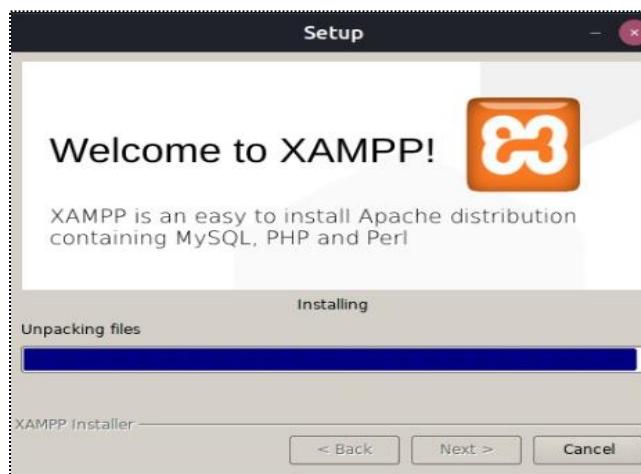 Setup
Welcome to XAMPP!
XAMPP is an easy to install Apache distribution
containing MySQL, PHP and Perl
Installing
Unpacking files
XAMPP Installer
< Back
Next >
Cancel